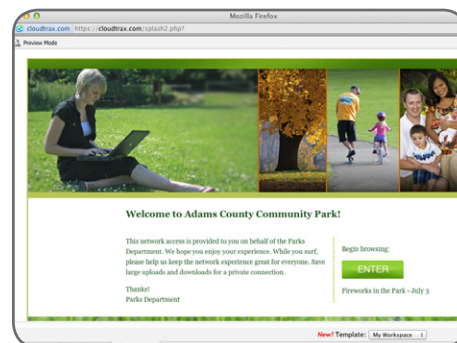 Mozilla Firefox
cloudtrax.com https://cloudtrax.com/splash2.php?
Preview Mode
Welcome to Adams County Community Park!
This network access is provided to you on behalf of the Parks
Department. We hope you enjoy your experience. While you surf,
please help us keep the network experience great for everyone. Save
large uploads and downloads for a private connection.
Thanks!
Parks Department
Begin browsing:
ENTER
Fireworks in the Park - July 3
New! Template: My Workspace